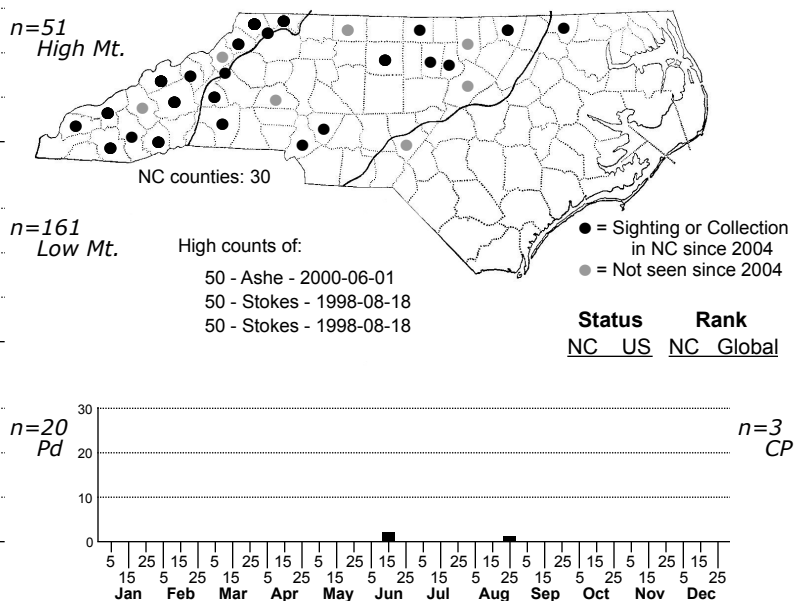 n=51
High Mt.
NC counties: 30
n=161
Low Mt.
High counts of:
50 - Ashe - 2000-06-01
50 - Stokes - 1998-08-18
50 - Stokes - 1998-08-18
= Sighting or Collection
in NC since 2004
= Not seen since 2004
Status Rank
NC US NC Global
n=20
Pd
n=3
CP
30
20
10
0
5 25 15 5 25 15 5 25 15 5 25 15 5 25 15 5 25 15
15 5 25 15 5 25 15 5 25 15 5 25 15 5 25 15 5 25
Jan Feb Mar Apr May Jun Jul Aug Sep Oct Nov Dec